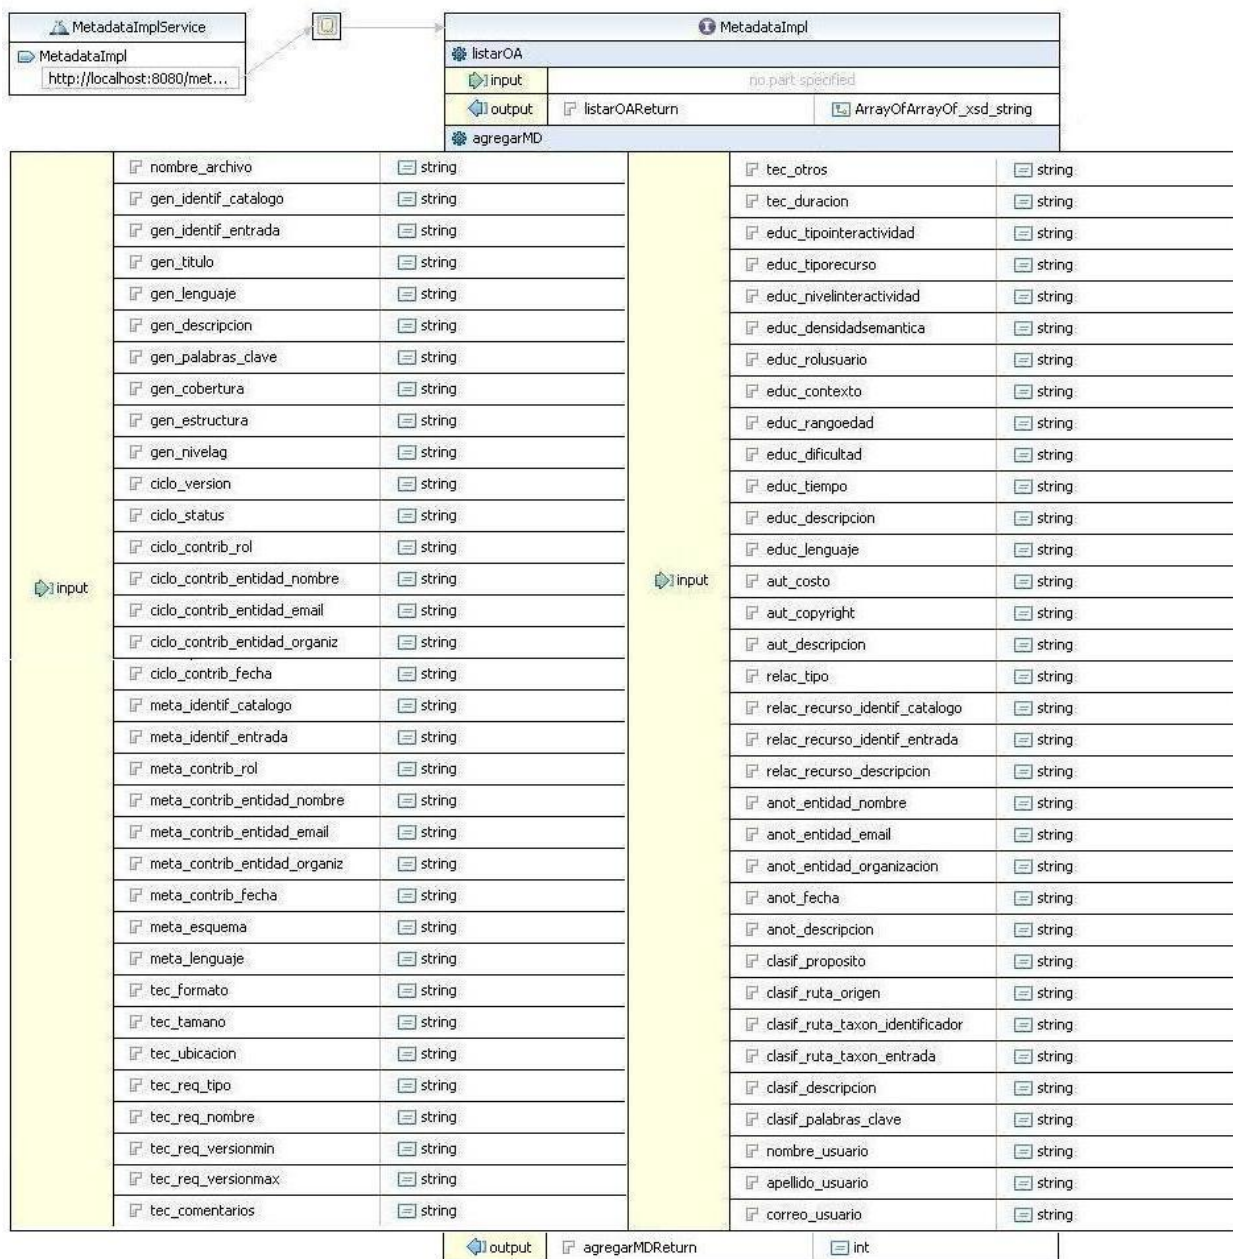 MetadataImplService
MetadataImpl
http://localhost:8080/met...
MetadataImpl
listarOA
input
no part specified
output listarOAReturn ArrayOfArrayOf_xsd_string
agregarMD
input
nombre_archivo string
gen_identif_catalogo string
gen_identif_entrada string
gen_titulo string
gen_lenguaje string
gen_descripcion string
gen_palabras_clave string
gen_cobertura string
gen_estructura string
gen_nivelag string
ciclo_version string
ciclo_status string
ciclo_contrib_rol string
ciclo_contrib_entidad_nombre string
ciclo_contrib_entidad_email string
ciclo_contrib_entidad_organiz string
ciclo_contrib_fecha string
meta_identif_catalogo string
meta_identif_entrada string
meta_contrib_rol string
meta_contrib_entidad_nombre string
meta_contrib_entidad_email string
meta_contrib_entidad_organiz string
meta_contrib_fecha string
meta_esquema string
meta_lenguaje string
tec_formato string
tec_tamano string
tec_ubicacion string
tec_req_tipo string
tec_req_nombre string
tec_req_versionmin string
tec_req_versionmax string
tec_comentarios string
input
tec_otros string
tec_duracion string
educ_tipointeractividad string
educ_tiporecurso string
educ_nivelinteractividad string
educ_densidadsemantica string
educ_rolusuario string
educ_contexto string
educ_rangoedad string
educ_dificultad string
educ_tiempo string
educ_descripcion string
educ_lenguaje string
aut_costo string
aut_copyright string
aut_descripcion string
relac_tipo string
relac_recurso_identif_catalogo string
relac_recurso_identif_entrada string
relac_recurso_descripcion string
anot_entidad_nombre string
anot_entidad_email string
anot_entidad_organizacion string
anot_fecha string
anot_descripcion string
clasif_proposito string
clasif_ruta_origen string
clasif_ruta_taxon_identificador string
clasif_ruta_taxon_entrada string
clasif_descripcion string
clasif_palabras_clave string
nombre_usuario string
apellido_usuario string
correo_usuario string
output agregarMDReturn int